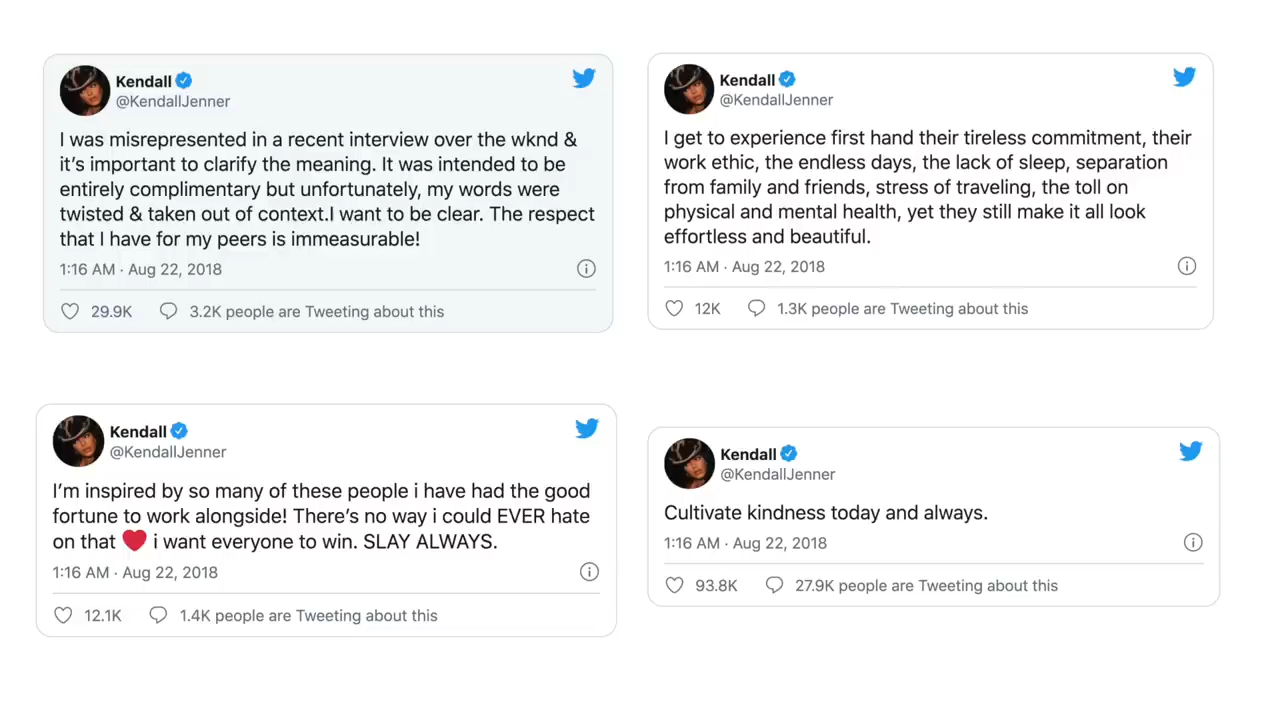 Kendall
@KendallJenner
I was misrepresented in a recent interview over the wknd &
it's important to clarify the meaning. It was intended to be
entirely complimentary but unfortunately, my words were
twisted & taken out of context.I want to be clear. The respect
that I have for my peers is immeasurable!
1:16 AM · Aug 22, 2018
29.9K 3.2K people are Tweeting about this
Kendall
@KendallJenner
I get to experience first hand their tireless commitment, their
work ethic, the endless days, the lack of sleep, separation
from family and friends, stress of traveling, the toll on
physical and mental health, yet they still make it all look
effortless and beautiful.
1:16 AM · Aug 22, 2018
12K 1.3K people are Tweeting about this
Kendall
@KendallJenner
I'm inspired by so many of these people i have had the good
fortune to work alongside! There's no way i could EVER hate
on that ❤️ i want everyone to win. SLAY ALWAYS.
1:16 AM · Aug 22, 2018
12.1K 1.4K people are Tweeting about this
Kendall
@KendallJenner
Cultivate kindness today and always.
1:16 AM · Aug 22, 2018
93.8K 27.9K people are Tweeting about this